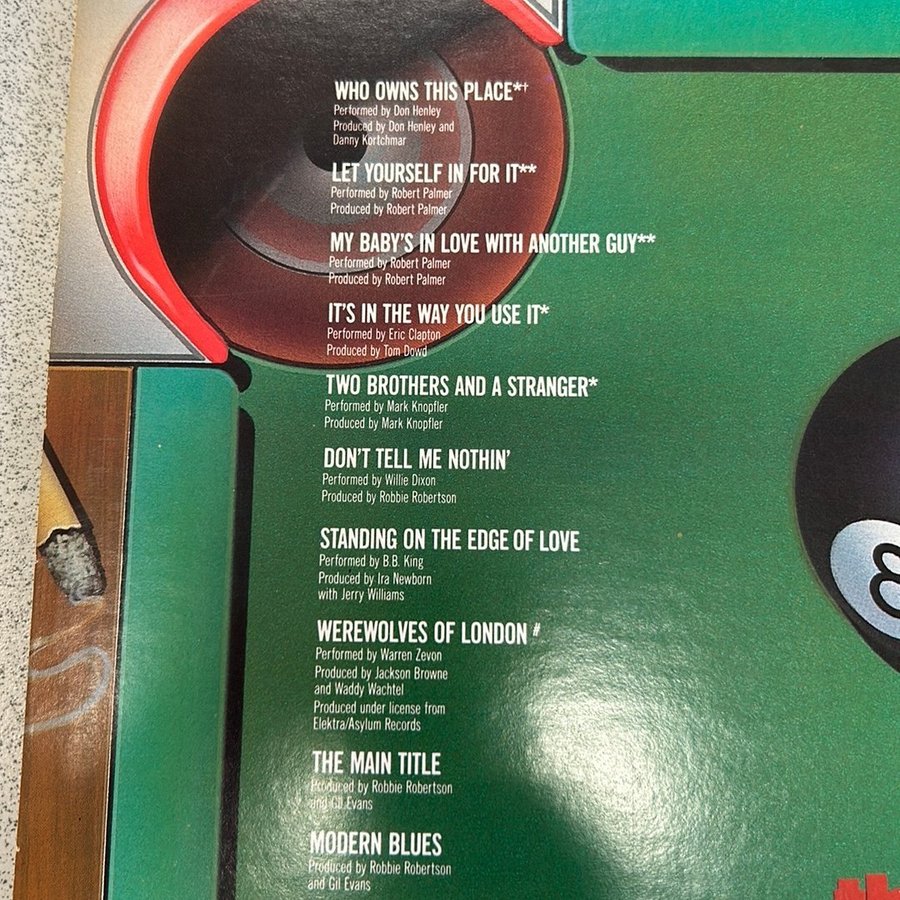 WHO OWNS THIS PLACE*†
Performed by Don Henley
Produced by Don Henley and
Danny Kortchmar
LET YOURSELF IN FOR IT**
Performed by Robert Palmer
Produced by Robert Palmer
MY BABY'S IN LOVE WITH ANOTHER GUY**
Performed by Robert Palmer
Produced by Robert Palmer
IT'S IN THE WAY YOU USE IT*
Performed by Eric Clapton
Produced by Tom Dowd
TWO BROTHERS AND A STRANGER*
Performed by Mark Knopfler
Produced by Mark Knopfler
DON'T TELL ME NOTHIN'
Performed by Willie Dixon
Produced by Robbie Robertson
STANDING ON THE EDGE OF LOVE
Performed by B.B. King
Produced by Ira Newborn
with Jerry Williams
WEREWOLVES OF LONDON #
Performed by Warren Zevon
Produced by Jackson Browne
and Waddy Wachtel
Produced under license from
Elektra/Asylum Records
THE MAIN TITLE
Produced by Robbie Robertson
and Gil Evans
MODERN BLUES
Produced by Robbie Robertson
and Gil Evans
8